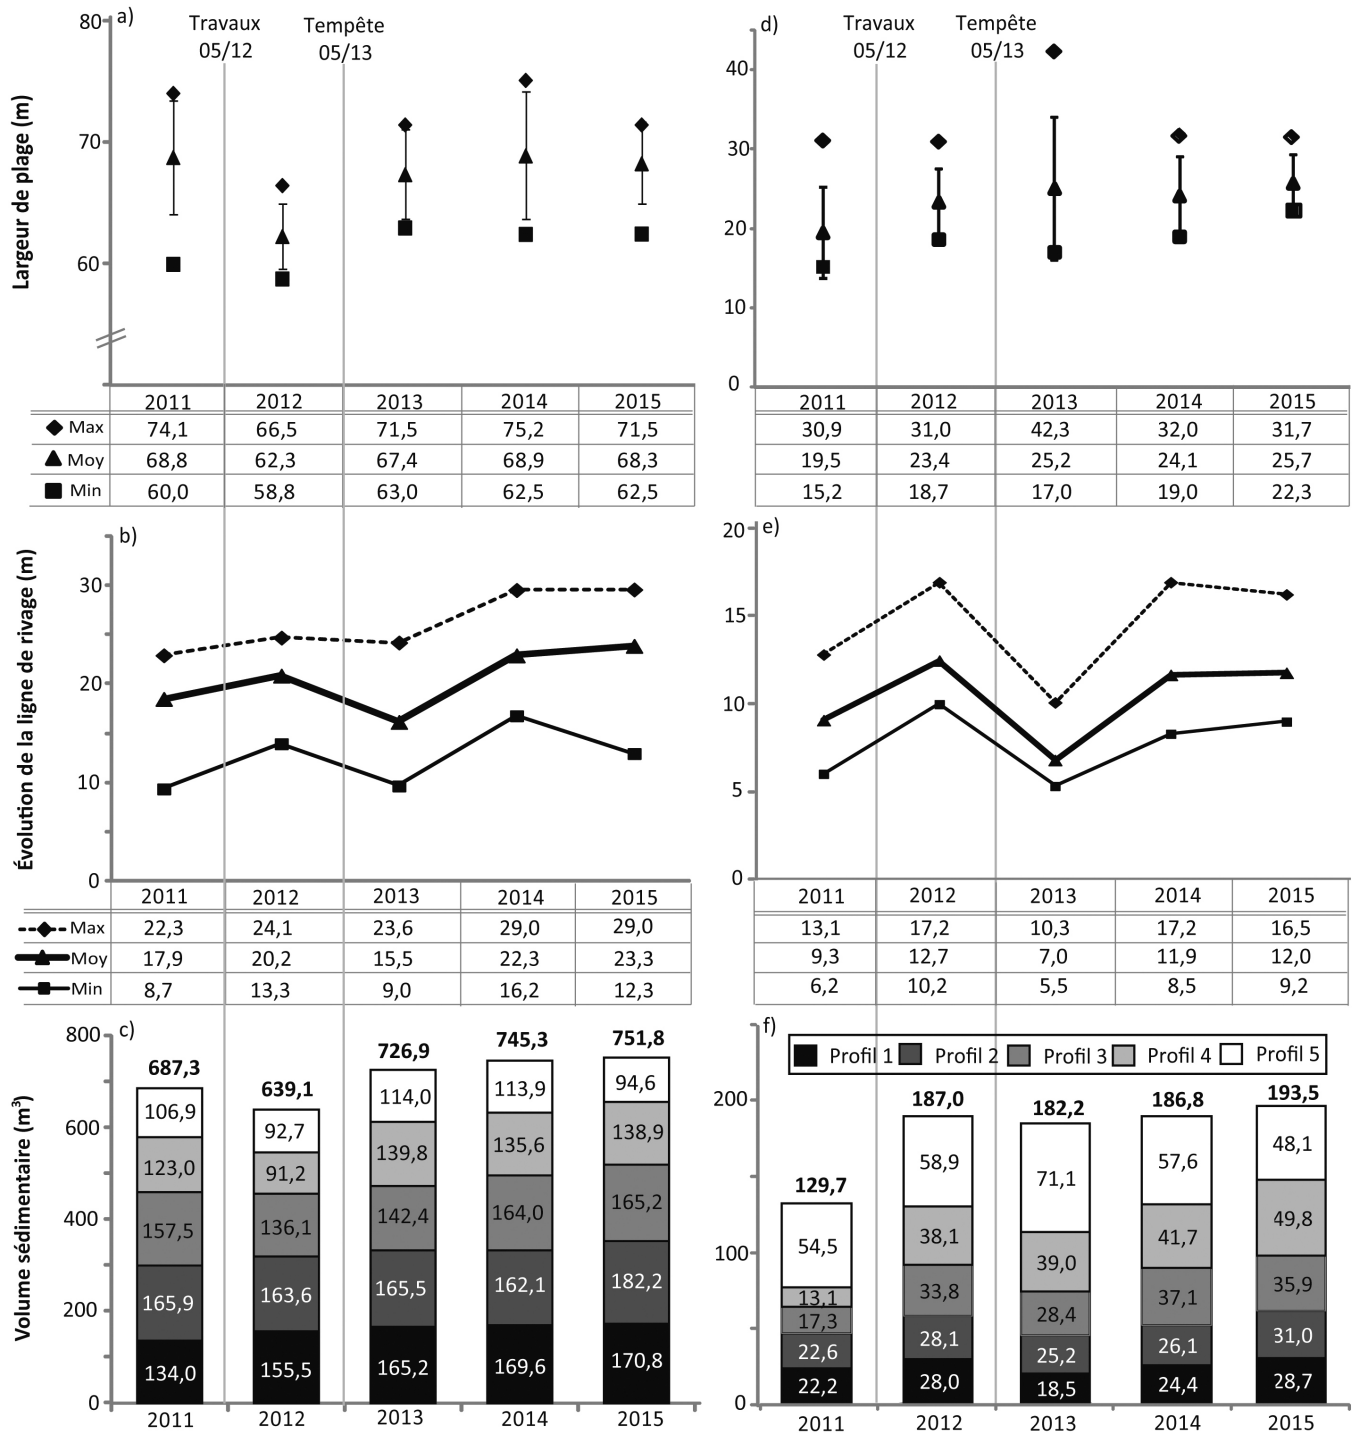 a)
Travaux
05/12
Tempête
05/13
80
70
60
Largeur de plage (m)
2011 2012 2013 2014 2015
Max 74,1 66,5 71,5 75,2 71,5
Moy 68,8 62,3 67,4 68,9 68,3
Min 60,0 58,8 63,0 62,5 62,5
d)
Travaux
05/12
Tempête
05/13
40
30
20
10
0
2011 2012 2013 2014 2015
30,9 31,0 42,3 32,0 31,7
19,5 23,4 25,2 24,1 25,7
15,2 18,7 17,0 19,0 22,3
b)
30
20
10
0
Évolution de la ligne de rivage (m)
2011 2012 2013 2014 2015
Max 22,3 24,1 23,6 29,0 29,0
Moy 17,9 20,2 15,5 22,3 23,3
Min 8,7 13,3 9,0 16,2 12,3
e)
20
15
10
5
0
2011 2012 2013 2014 2015
13,1 17,2 10,3 17,2 16,5
9,3 12,7 7,0 11,9 12,0
6,2 10,2 5,5 8,5 9,2
c)
800
600
400
200
0
Volume sédimentaire (m³)
687,3 639,1 726,9 745,3 751,8
106,9 92,7 114,0 113,9 94,6
123,0 91,2 139,8 135,6 138,9
157,5 136,1 142,4 164,0 165,2
165,9 163,6 165,5 162,1 182,2
134,0 155,5 165,2 169,6 170,8
2011 2012 2013 2014 2015
f)
Profil 1 Profil 2 Profil 3 Profil 4 Profil 5
200
100
0
129,7 187,0 182,2 186,8 193,5
54,5 58,9 71,1 57,6 48,1
13,1 38,1 39,0 41,7 49,8
17,3 33,8 28,4 37,1 35,9
22,6 28,1 25,2 26,1 31,0
22,2 28,0 18,5 24,4 28,7
2011 2012 2013 2014 2015